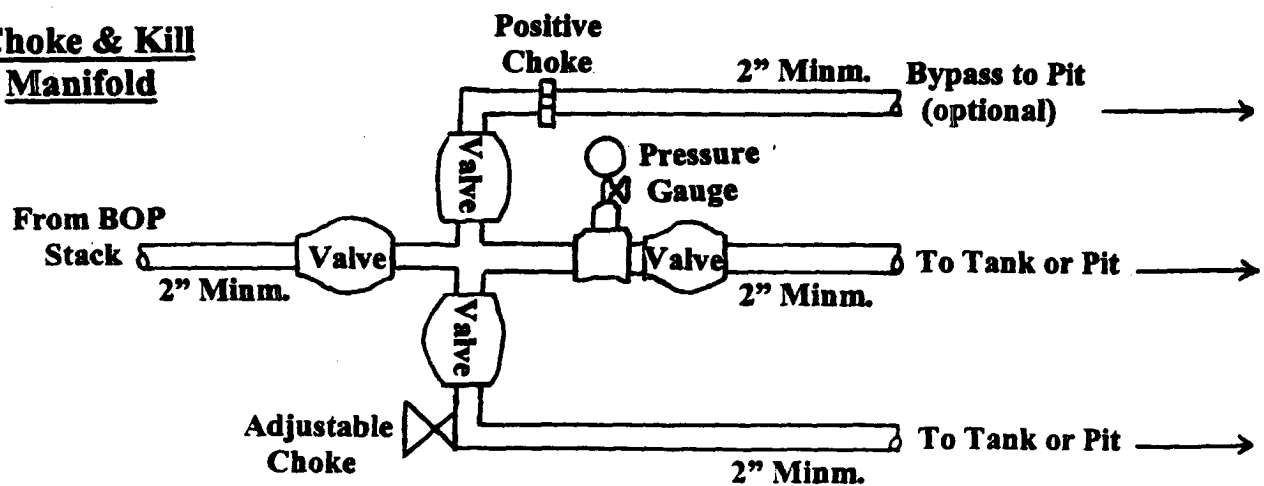 Choke & Kill
Manifold
Positive
Choke
2” Minm.
Bypass to Pit
(optional)
Valve
Pressure
Gauge
From BOP
Stack
Valve
Valve
To Tank or Pit
2” Minm.
2” Minm.
Valve
Adjustable
Choke
To Tank or Pit
2” Minm.